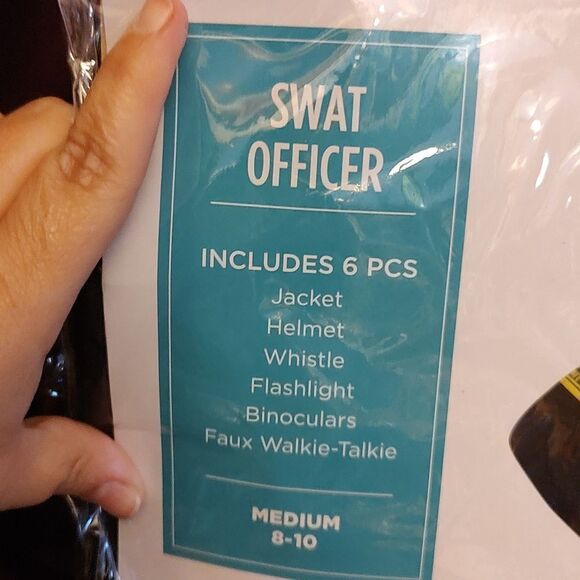 SWAT
OFFICER
INCLUDES 6 PCS
Jacket
Helmet
Whistle
Flashlight
Binoculars
Faux Walkie-Talkie
MEDIUM
8-10